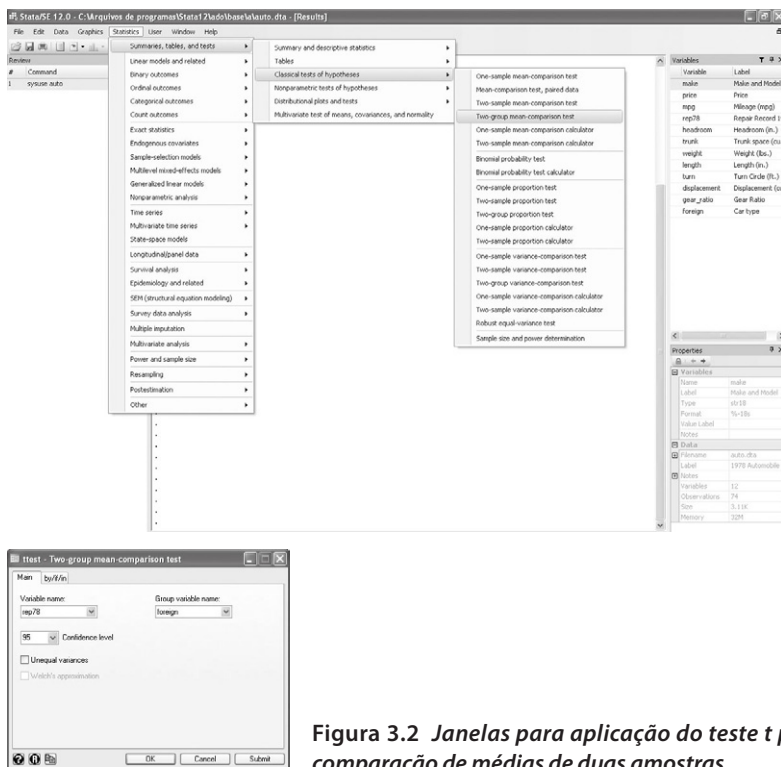 Stata/SE 12.0 - C:\Arquivos de programas\Stata12\ado\base\a\auto.dta - [Results]
File Edit Data Graphics Statistics User Window Help
Review
# Command
1 sysuse auto
Summaries, tables, and tests
Linear models and related
Binary outcomes
Ordinal outcomes
Categorical outcomes
Count outcomes
Exact statistics
Endogenous covariates
Sample-selection models
Multilevel mixed-effects models
Generalized linear models
Nonparametric analysis
Time series
Multivariate time series
State-space models
Longitudinal/panel data
Survival analysis
Epidemiology and related
SEM (structural equation modeling)
Survey data analysis
Multiple imputation
Multivariate analysis
Power and sample size
Resampling
Postestimation
Other
Summary and descriptive statistics
Tables
Classical tests of hypotheses
Nonparametric tests of hypotheses
Distributional plots and tests
Multivariate test of means, covariances, and normality
One-sample mean-comparison test
Mean-comparison test, paired data
Two-sample mean-comparison test
Two-group mean-comparison test
One-sample mean-comparison calculator
Two-sample mean-comparison calculator
Binomial probability test
Binomial probability test calculator
One-sample proportion test
Two-sample proportion test
Two-group proportion test
One-sample proportion calculator
Two-sample proportion calculator
One-sample variance-comparison test
Two-sample variance-comparison test
Two-group variance-comparison test
One-sample variance-comparison calculator
Two-sample variance-comparison calculator
Robust equal-variance test
Sample size and power determination
Variables
Variable Label
make Make and Model
price Price
mpg Mileage (mpg)
rep78 Repair Record 1
headroom Headroom (in.)
trunk Trunk space (cu
weight Weight (lbs.)
length Length (in.)
turn Turn Circle (ft.)
displacement Displacement (cu
gear_ratio Gear Ratio
foreign Car type
Properties
Variables
Name make
Label Make and Model
Type str18
Format %-18s
Value Label
Notes
Data
Filename auto.dta
Label 1978 Automobile
Notes
Variables 12
Observations 74
Size 3.11K
Memory 32M
ttest - Two-group mean-comparison test
Main by/if/in
Variable name: Group variable name:
rep78 foreign
95 Confidence level
Unequal variances
Welch's approximation
OK Cancel Submit
Figura 3.2 Janelas para aplicação do teste t p
comparação de médias de duas amostras